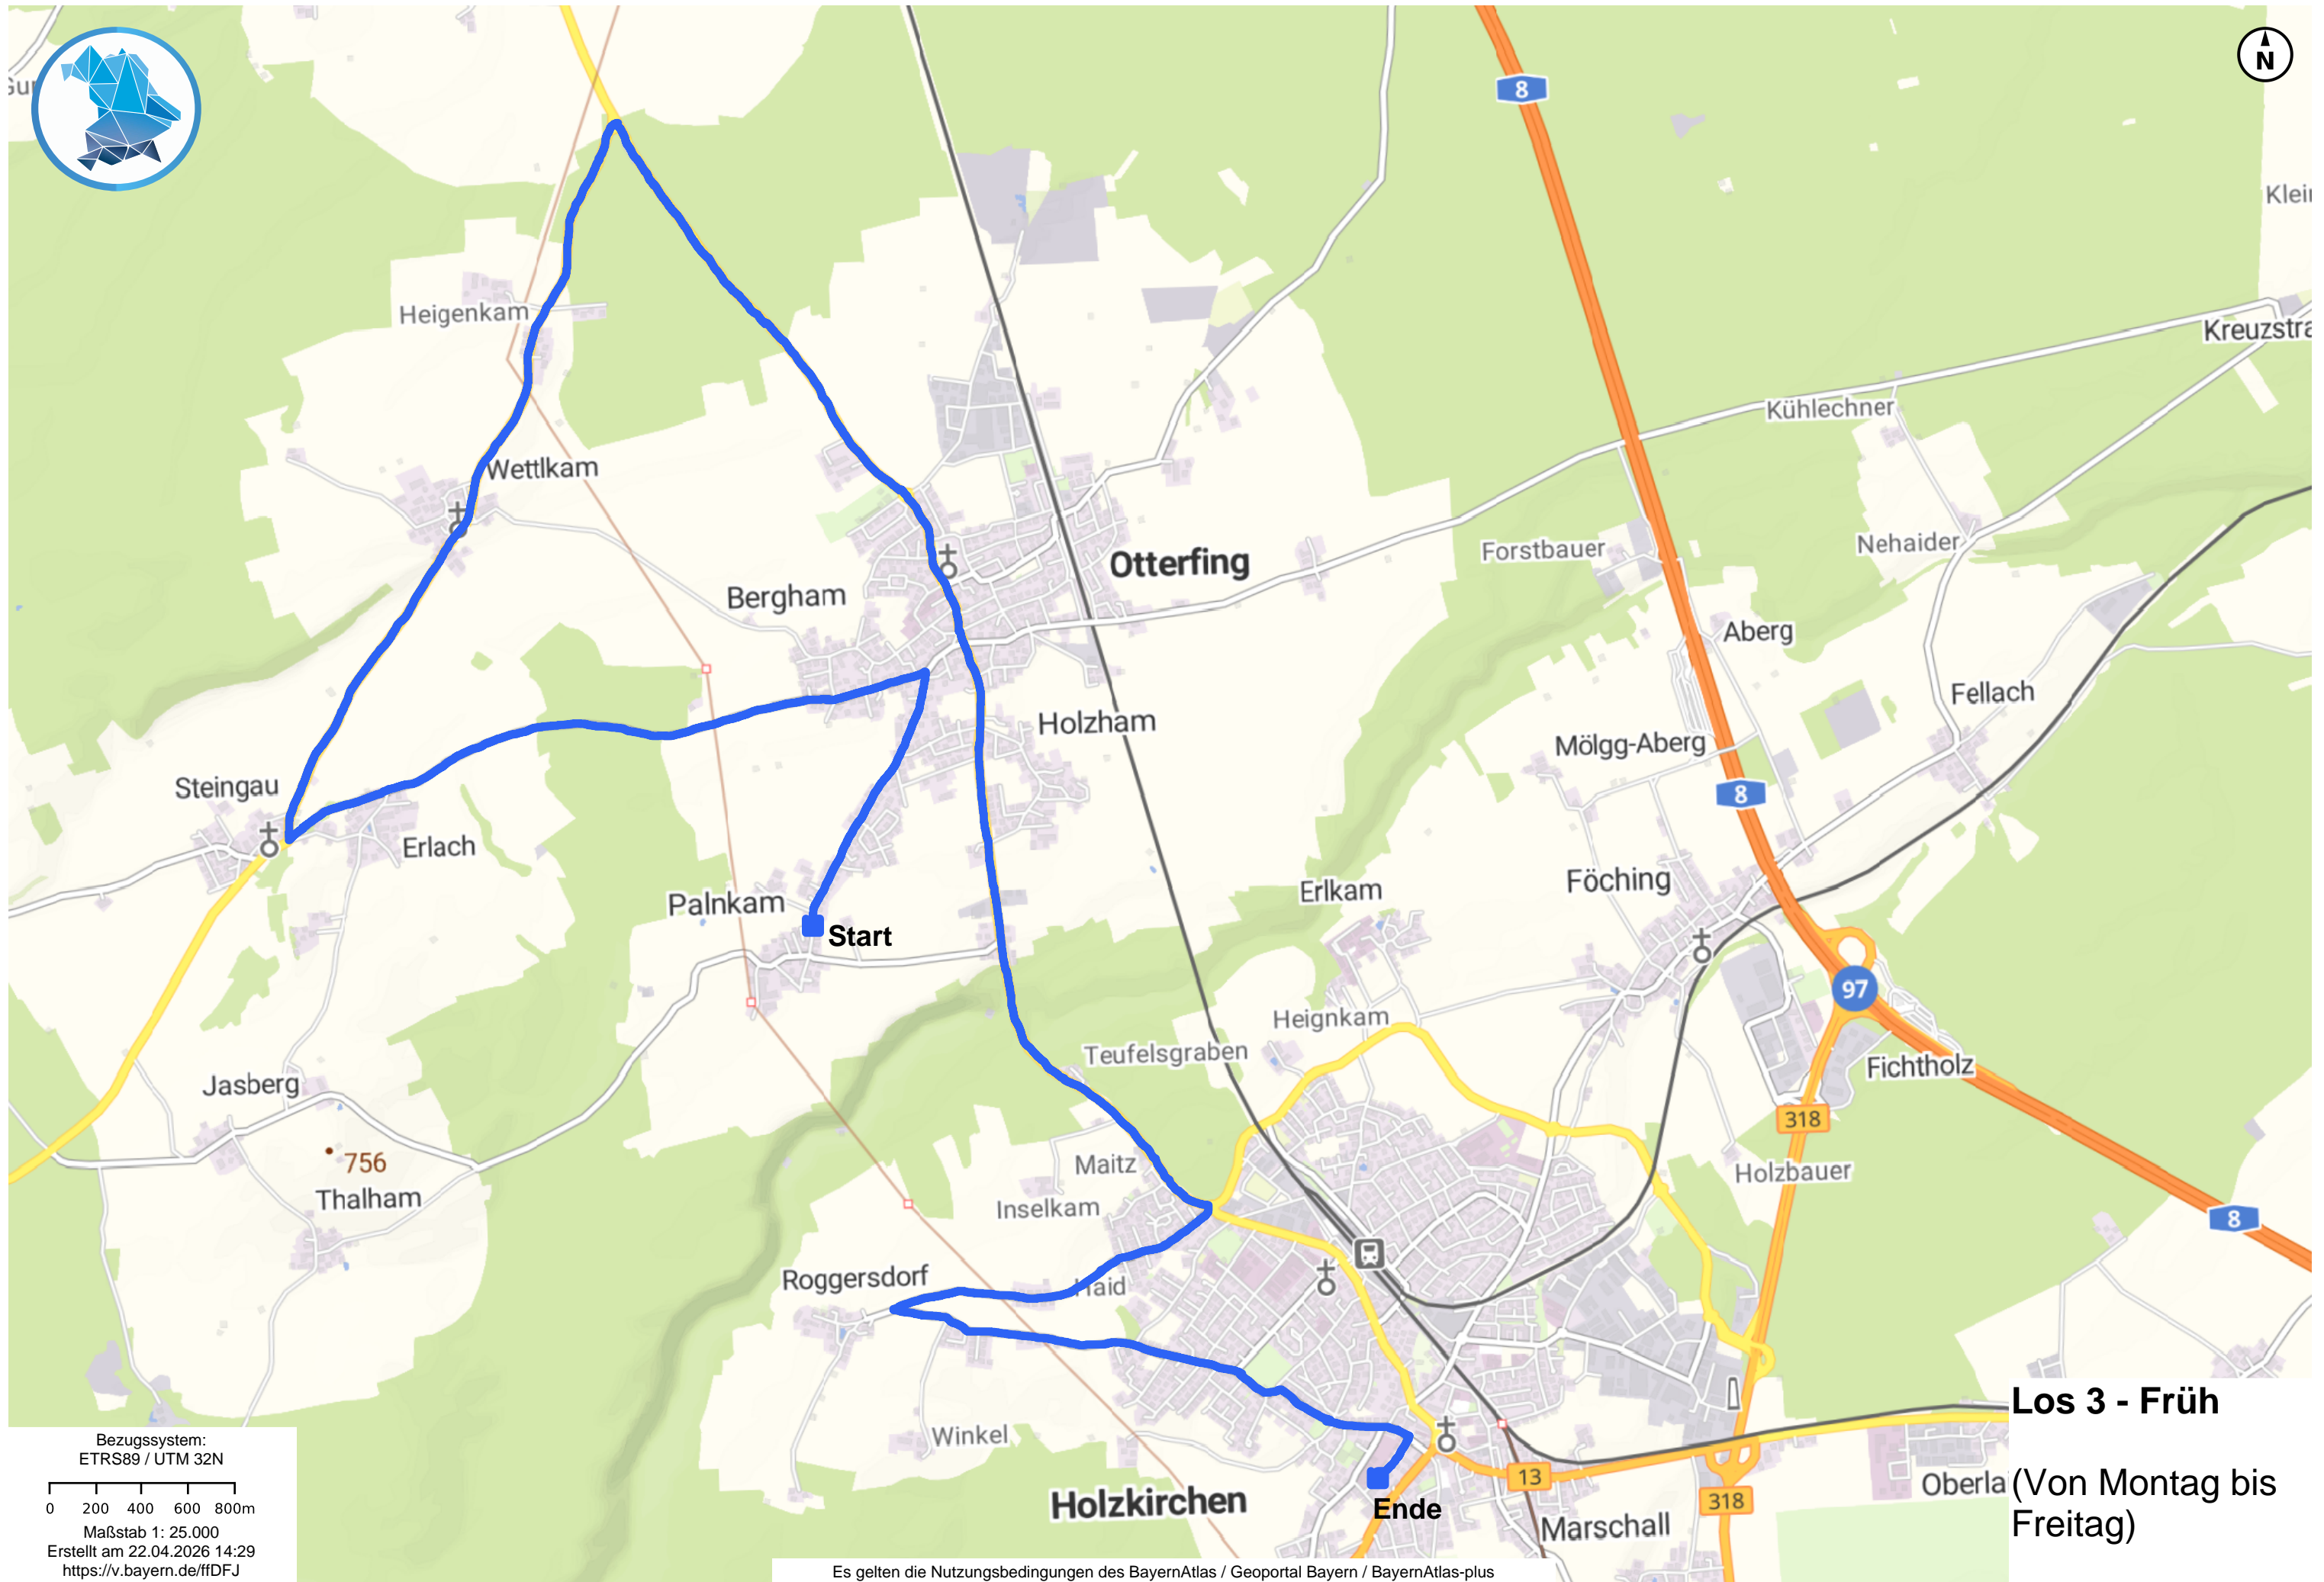 N
8
Heigenkam
Kreuzstra
Kühlechner
Wettlkam
Forstbauer
Nehaider
Otterfing
Bergham
Aberg
Fellach
Holzham
Mölgg-Aberg
Steingau
8
Erlach
Föching
Erlkam
Palnkam
Start
97
Heignkam
Teufelsgraben
Fichtholz
Jasberg
318
756
Maitz
Holzbauer
Thalham
Inselkam
8
Roggersdorf
Haid
Los 3 - Früh
Winkel
Bezugssystem:
ETRS89 / UTM 32N
13
Oberla
(Von Montag bis
Freitag)
Holzkirchen
318
0 200 400 600 800m
Ende
Marschall
Maßstab 1: 25.000
Erstellt am 22.04.2026 14:29
https://v.bayern.de/ffDFJ
Es gelten die Nutzungsbedingungen des BayernAtlas / Geoportal Bayern / BayernAtlas-plus